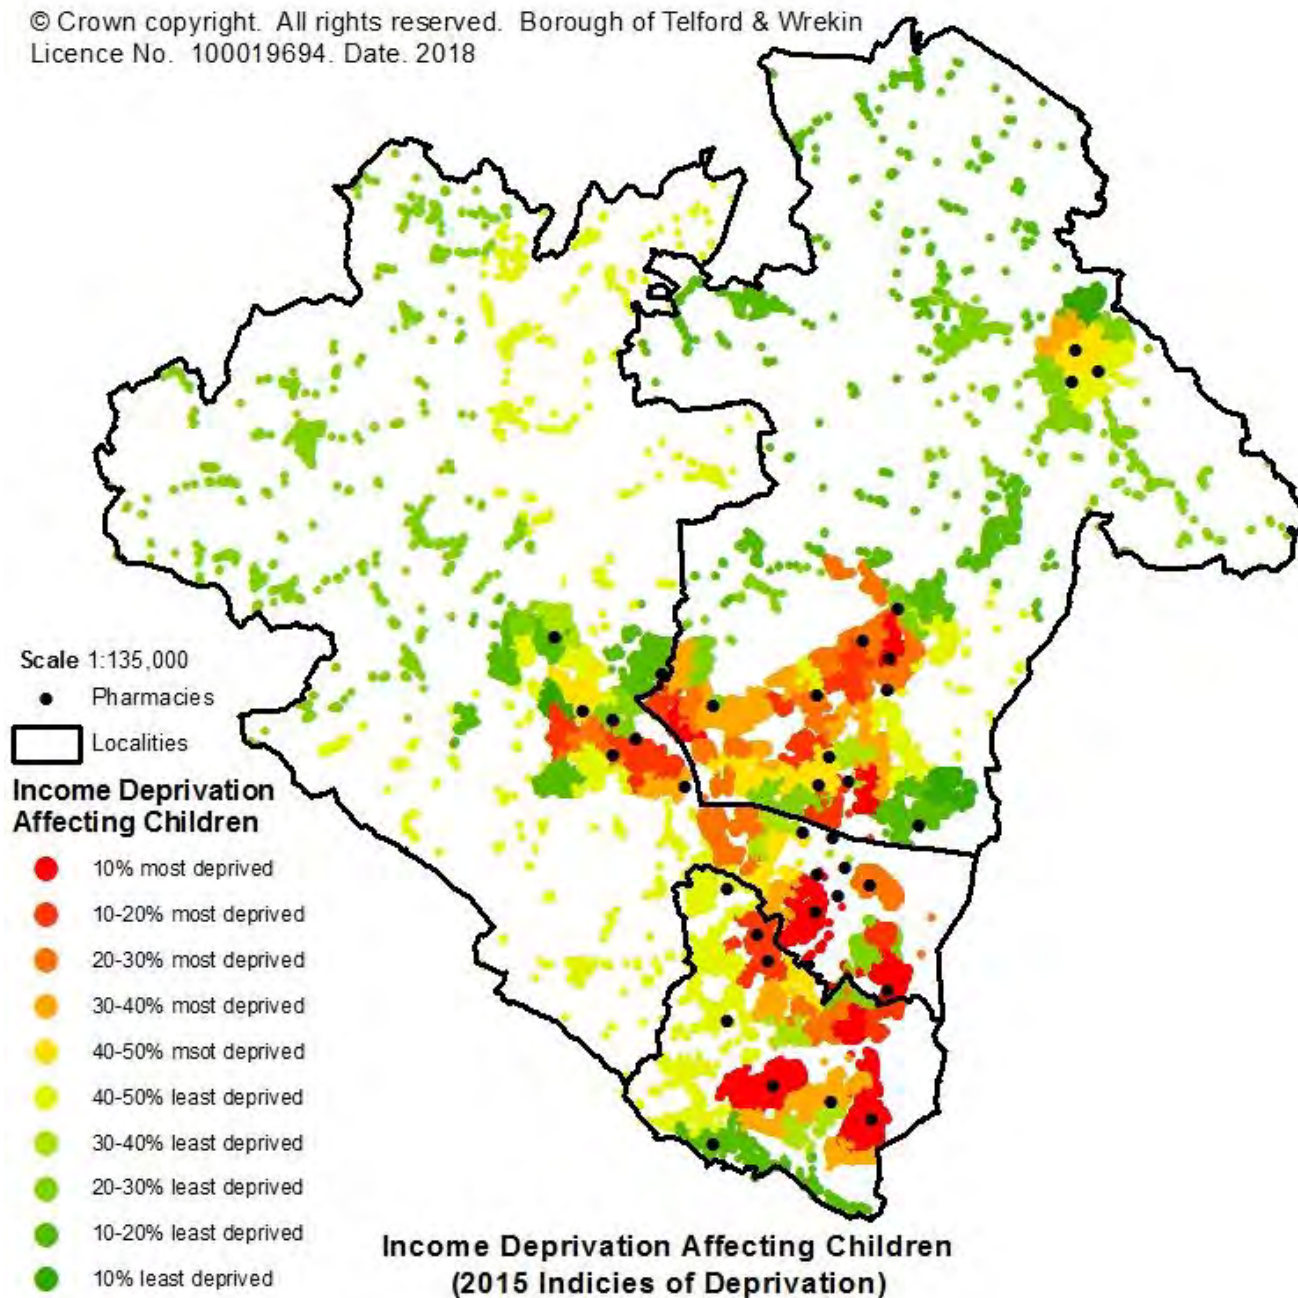 © Crown copyright. All rights reserved. Borough of Telford & Wrekin
Licence No. 100019694. Date. 2018
Scale 1:135,000
Pharmacies
Localities
Income Deprivation
Affecting Children
10% most deprived
10-20% most deprived
20-30% most deprived
30-40% most deprived
40-50% msot deprived
40-50% least deprived
30-40% least deprived
20-30% least deprived
10-20% least deprived
10% least deprived
Income Deprivation Affecting Children
(2015 Indicies of Deprivation)